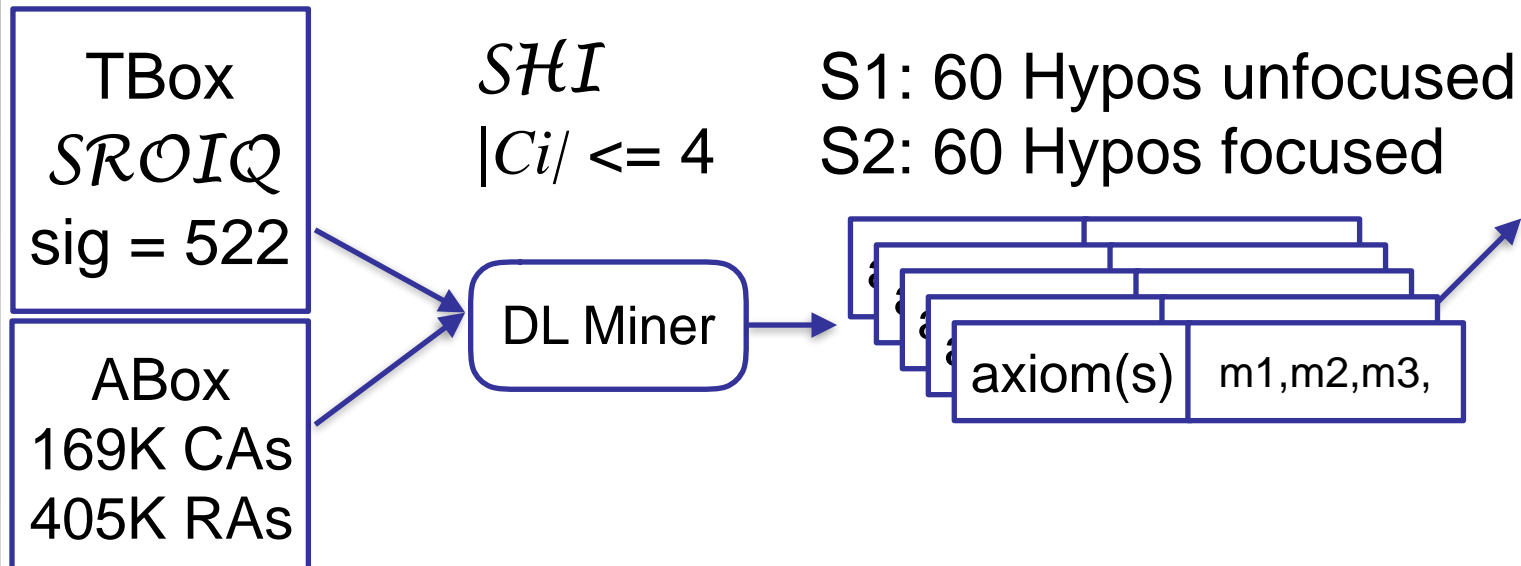 TBox
𝒮ℛ𝒪ℐ𝒬
sig = 522
ABox
169K CAs
405K RAs
𝒮ℋℐ
|Ci| <= 4
DL Miner
S1: 60 Hypos unfocused
S2: 60 Hypos focused
axiom(s)
m1,m2,m3,